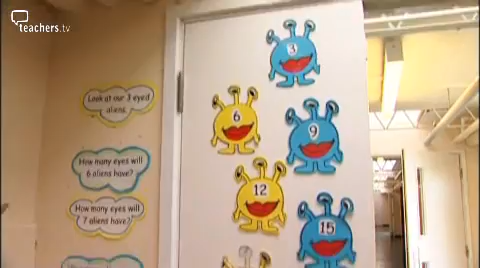 teachers.tv
Look at our 3 eyed
aliens.
How many eyes will
6 aliens have?
How many eyes will
7 aliens have?
3
6
9
12
15